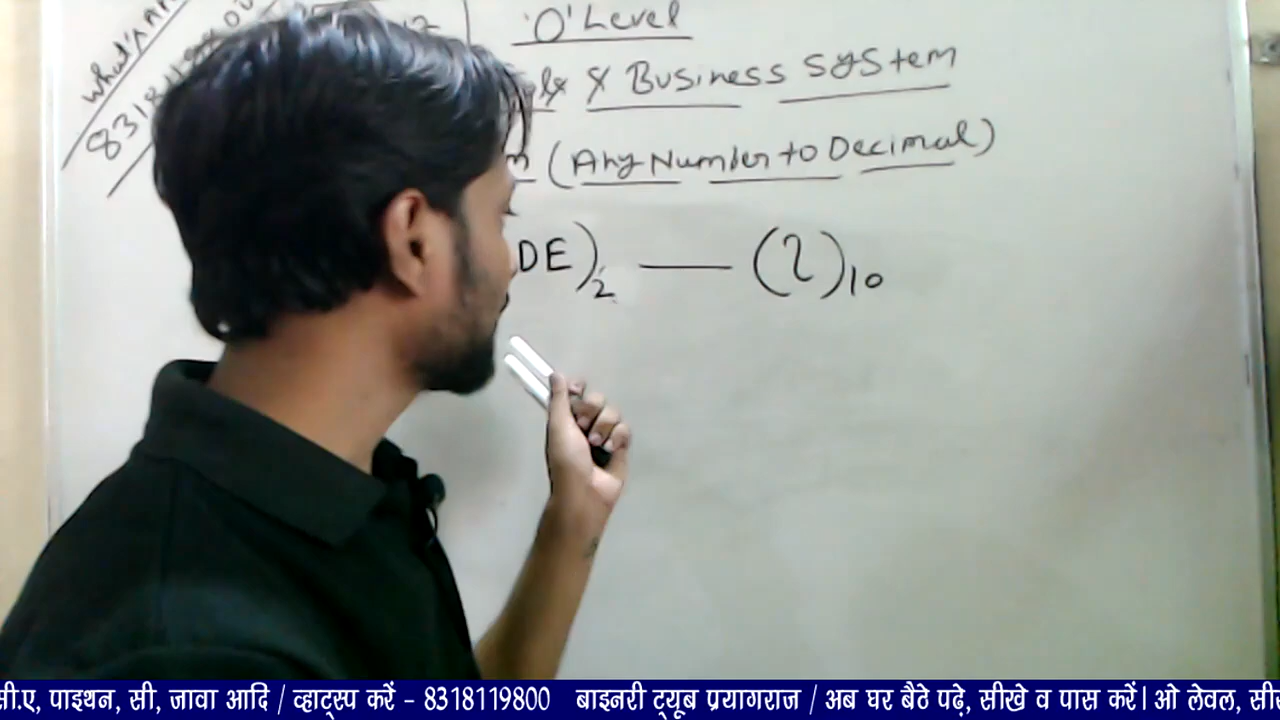 What's A
'O' Level
& Business System
(Any Number to Decimal)
DE)₂ — (?)₁₀
सी.ए, पाइथन, सी, जावा आदि / व्हाट्स्प करें - 8318119800 बाइनरी ट्यूब प्रयागराज / अब घर बैठे पढ़े, सीखे व पास करें। ओ लेवल, सी